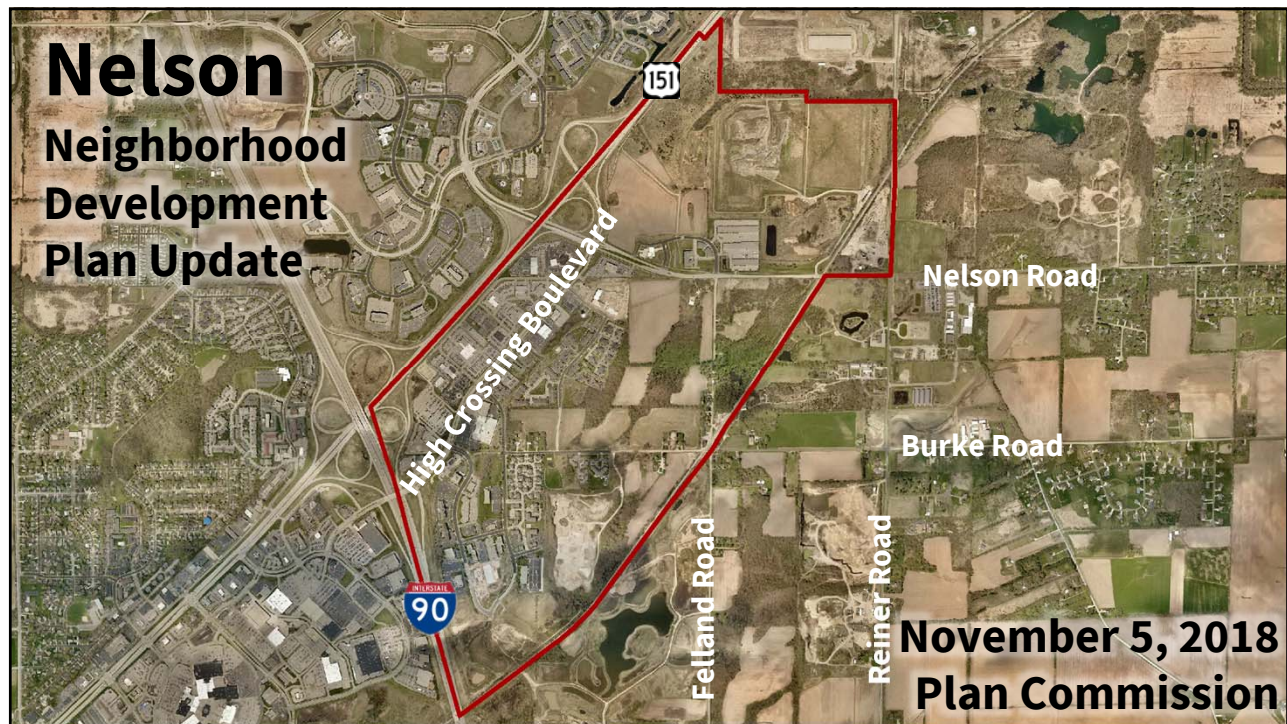 Nelson
Neighborhood
Development
Plan Update
151
High Crossing Boulevard
Nelson Road
Burke Road
INTERSTATE
90
Felland Road
Reiner Road
November 5, 2018
Plan Commission